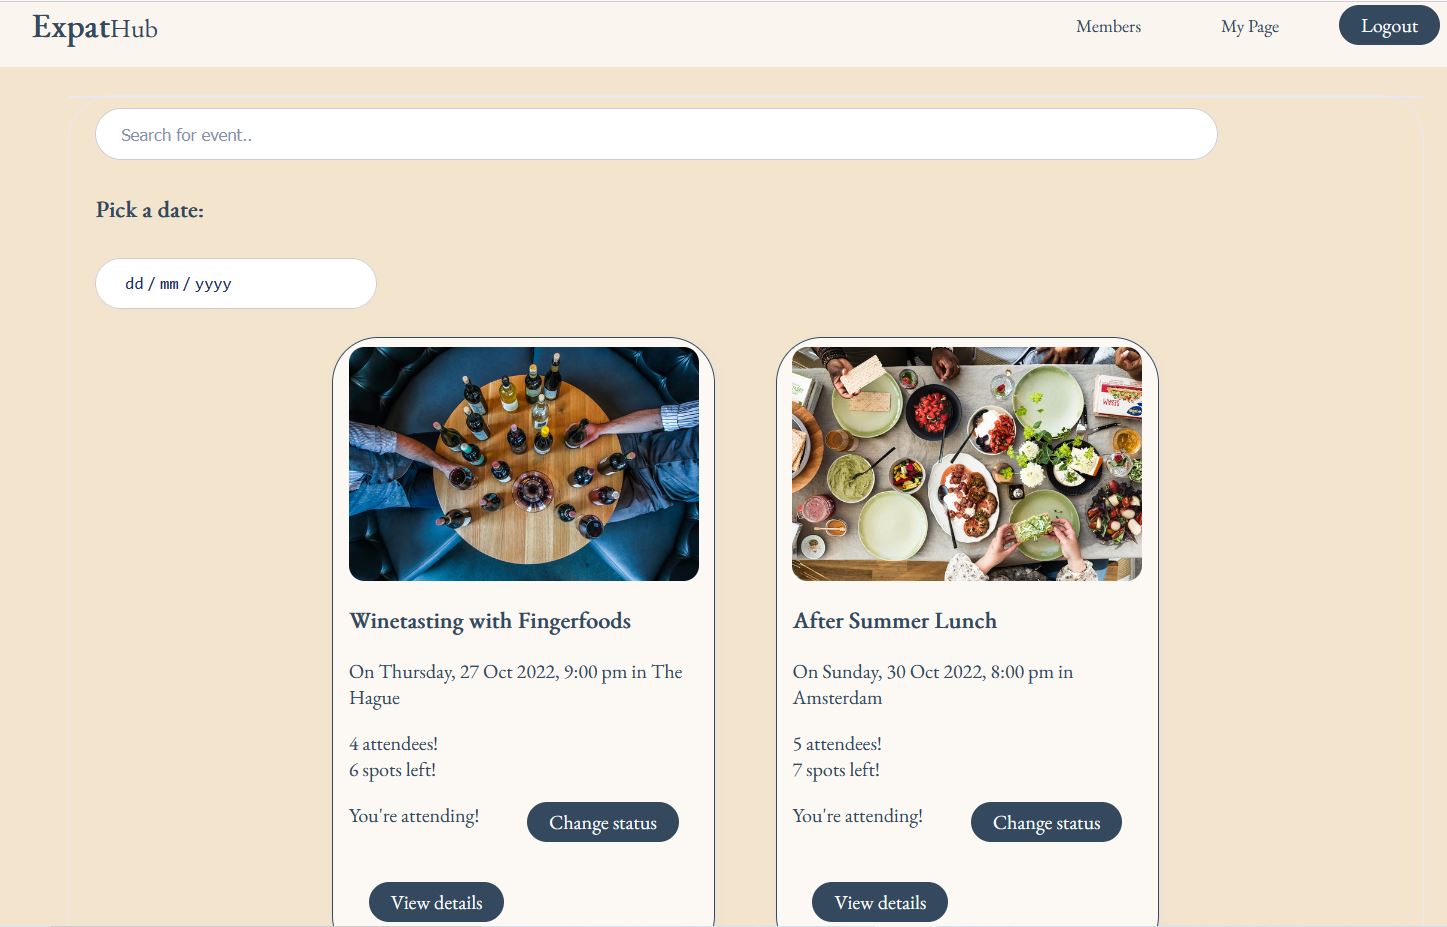 ExpatHub
Members
My Page
Logout
Search for event..
Pick a date:
dd / mm / yyyy
Winetasting with Fingerfoods
On Thursday, 27 Oct 2022, 9:00 pm in The
Hague
4 attendees!
6 spots left!
You're attending!
Change status
View details
After Summer Lunch
On Sunday, 30 Oct 2022, 8:00 pm in
Amsterdam
5 attendees!
7 spots left!
You're attending!
Change status
View details